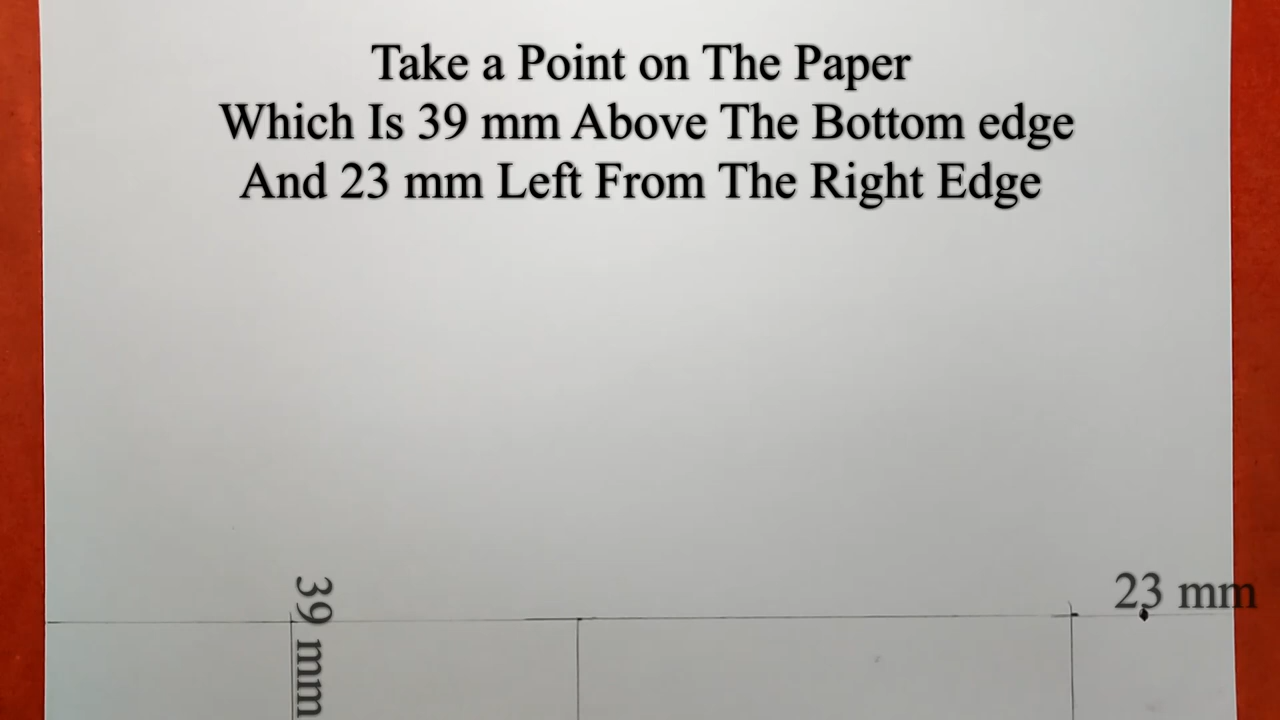 Take a Point on The Paper
Which Is 39 mm Above The Bottom edge
And 23 mm Left From The Right Edge
23 mm
39 mm